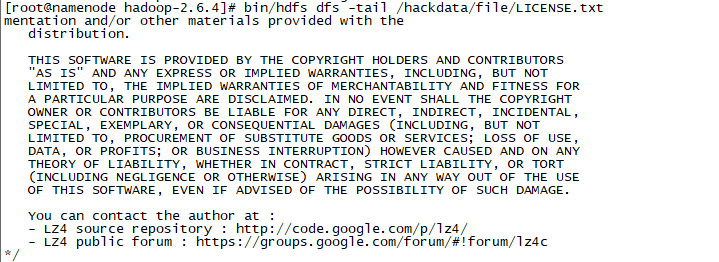 [root@namenode hadoop-2.6.4]# bin/hdfs dfs -tail /hackdata/file/LICENSE.txt
mentation and/or other materials provided with the
distribution.
THIS SOFTWARE IS PROVIDED BY THE COPYRIGHT HOLDERS AND CONTRIBUTORS
"AS IS" AND ANY EXPRESS OR IMPLIED WARRANTIES, INCLUDING, BUT NOT
LIMITED TO, THE IMPLIED WARRANTIES OF MERCHANTABILITY AND FITNESS FOR
A PARTICULAR PURPOSE ARE DISCLAIMED. IN NO EVENT SHALL THE COPYRIGHT
OWNER OR CONTRIBUTORS BE LIABLE FOR ANY DIRECT, INDIRECT, INCIDENTAL,
SPECIAL, EXEMPLARY, OR CONSEQUENTIAL DAMAGES (INCLUDING, BUT NOT
LIMITED TO, PROCUREMENT OF SUBSTITUTE GOODS OR SERVICES; LOSS OF USE,
DATA, OR PROFITS; OR BUSINESS INTERRUPTION) HOWEVER CAUSED AND ON ANY
THEORY OF LIABILITY, WHETHER IN CONTRACT, STRICT LIABILITY, OR TORT
(INCLUDING NEGLIGENCE OR OTHERWISE) ARISING IN ANY WAY OUT OF THE USE
OF THIS SOFTWARE, EVEN IF ADVISED OF THE POSSIBILITY OF SUCH DAMAGE.
You can contact the author at :
- LZ4 source repository : http://code.google.com/p/lz4/
- LZ4 public forum : https://groups.google.com/forum/#!forum/lz4c
*/